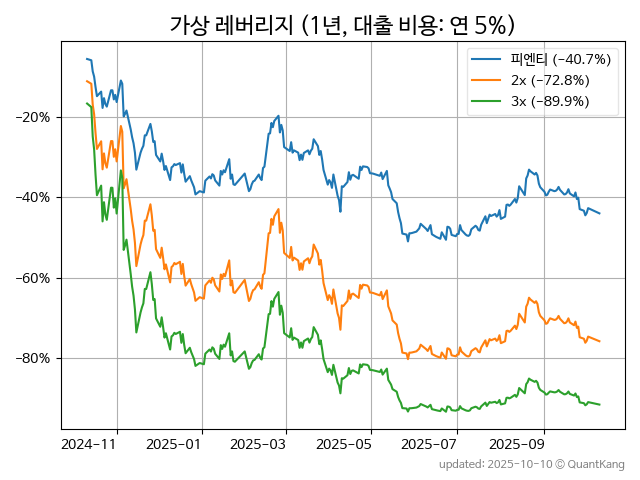 가상 레버리지 (1년, 대출 비용: 연 5%)
피엔티 (−40.7%)
2x (−72.8%)
3x (−89.9%)
−20%
−40%
−60%
−80%
2024−11 2025−01 2025−03 2025−05 2025−07 2025−09
updated: 2025-10-10 © QuantKang